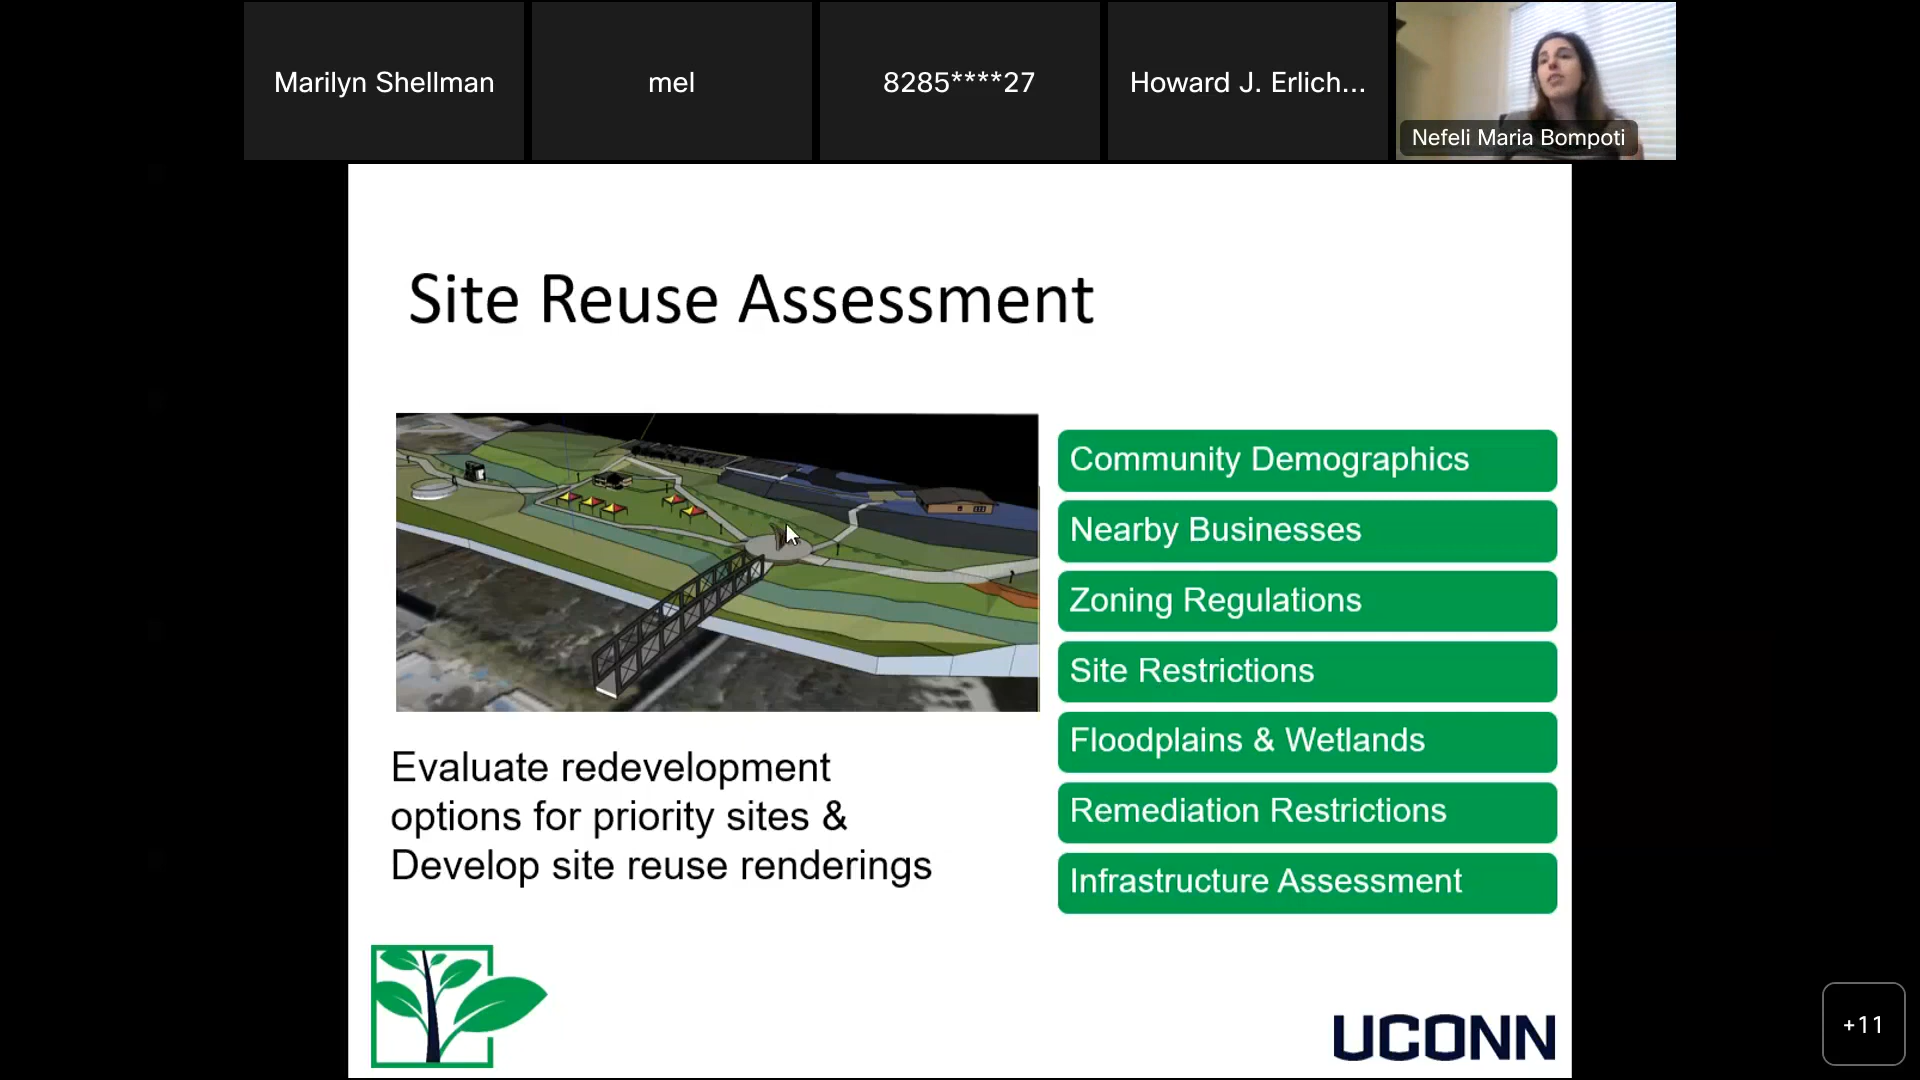 Marilyn Shellman
mel
8285****27
Howard J. Erlich...
Nefeli Maria Bompoti
Site Reuse Assessment
Community Demographics
Nearby Businesses
Zoning Regulations
Site Restrictions
Floodplains & Wetlands
Remediation Restrictions
Infrastructure Assessment
Evaluate redevelopment
options for priority sites &
Develop site reuse renderings
UCONN
+11